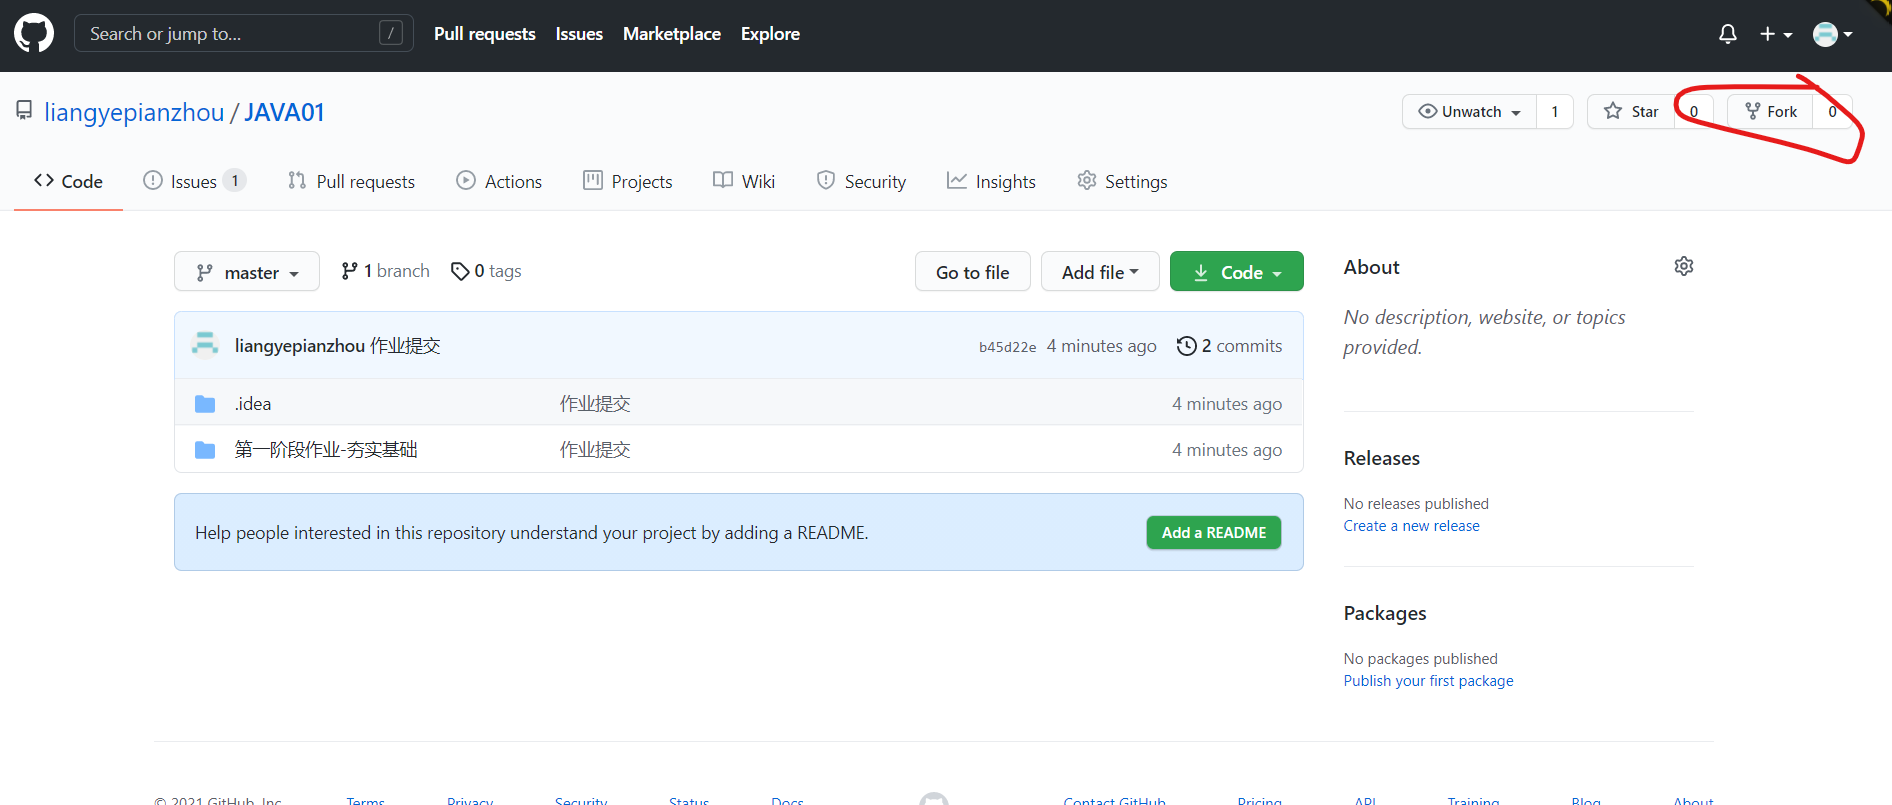 Search or jump to... / Pull requests Issues Marketplace Explore
liangyepianzhou / JAVA01 Unwatch 1 Star 0 Fork 0
Code Issues 1 Pull requests Actions Projects Wiki Security Insights Settings
master 1 branch 0 tags Go to file Add file Code
liangyepianzhou 作业提交 b45d22e 4 minutes ago 2 commits
.idea 作业提交 4 minutes ago
第一阶段作业-夯实基础 作业提交 4 minutes ago
Help people interested in this repository understand your project by adding a README. Add a README
About
No description, website, or topics
provided.
Releases
No releases published
Create a new release
Packages
No packages published
Publish your first package
© 2021 GitHub, Inc. Terms Privacy Security Status Docs Contact GitHub Pricing API Training Blog About